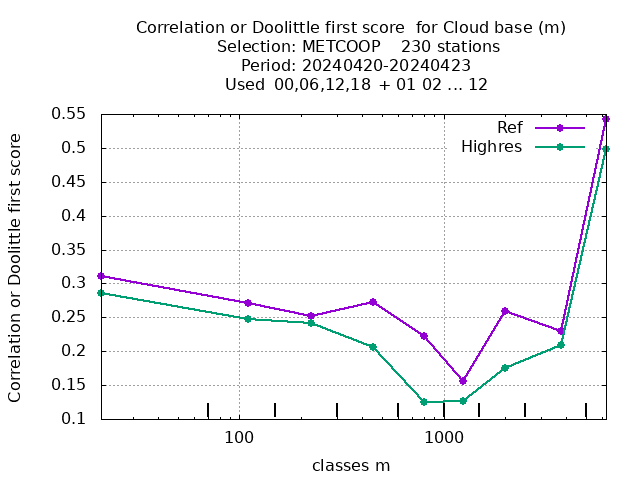 Correlation or Doolittle first score  for Cloud base (m)
Selection: METCOOP    230 stations
Period: 20240420-20240423
Used  00,06,12,18 + 01 02 ... 12
Ref
Highres
0.55
0.5
0.45
0.4
0.35
0.3
0.25
0.2
0.15
0.1
Correlation or Doolittle first score
100
1000
classes m